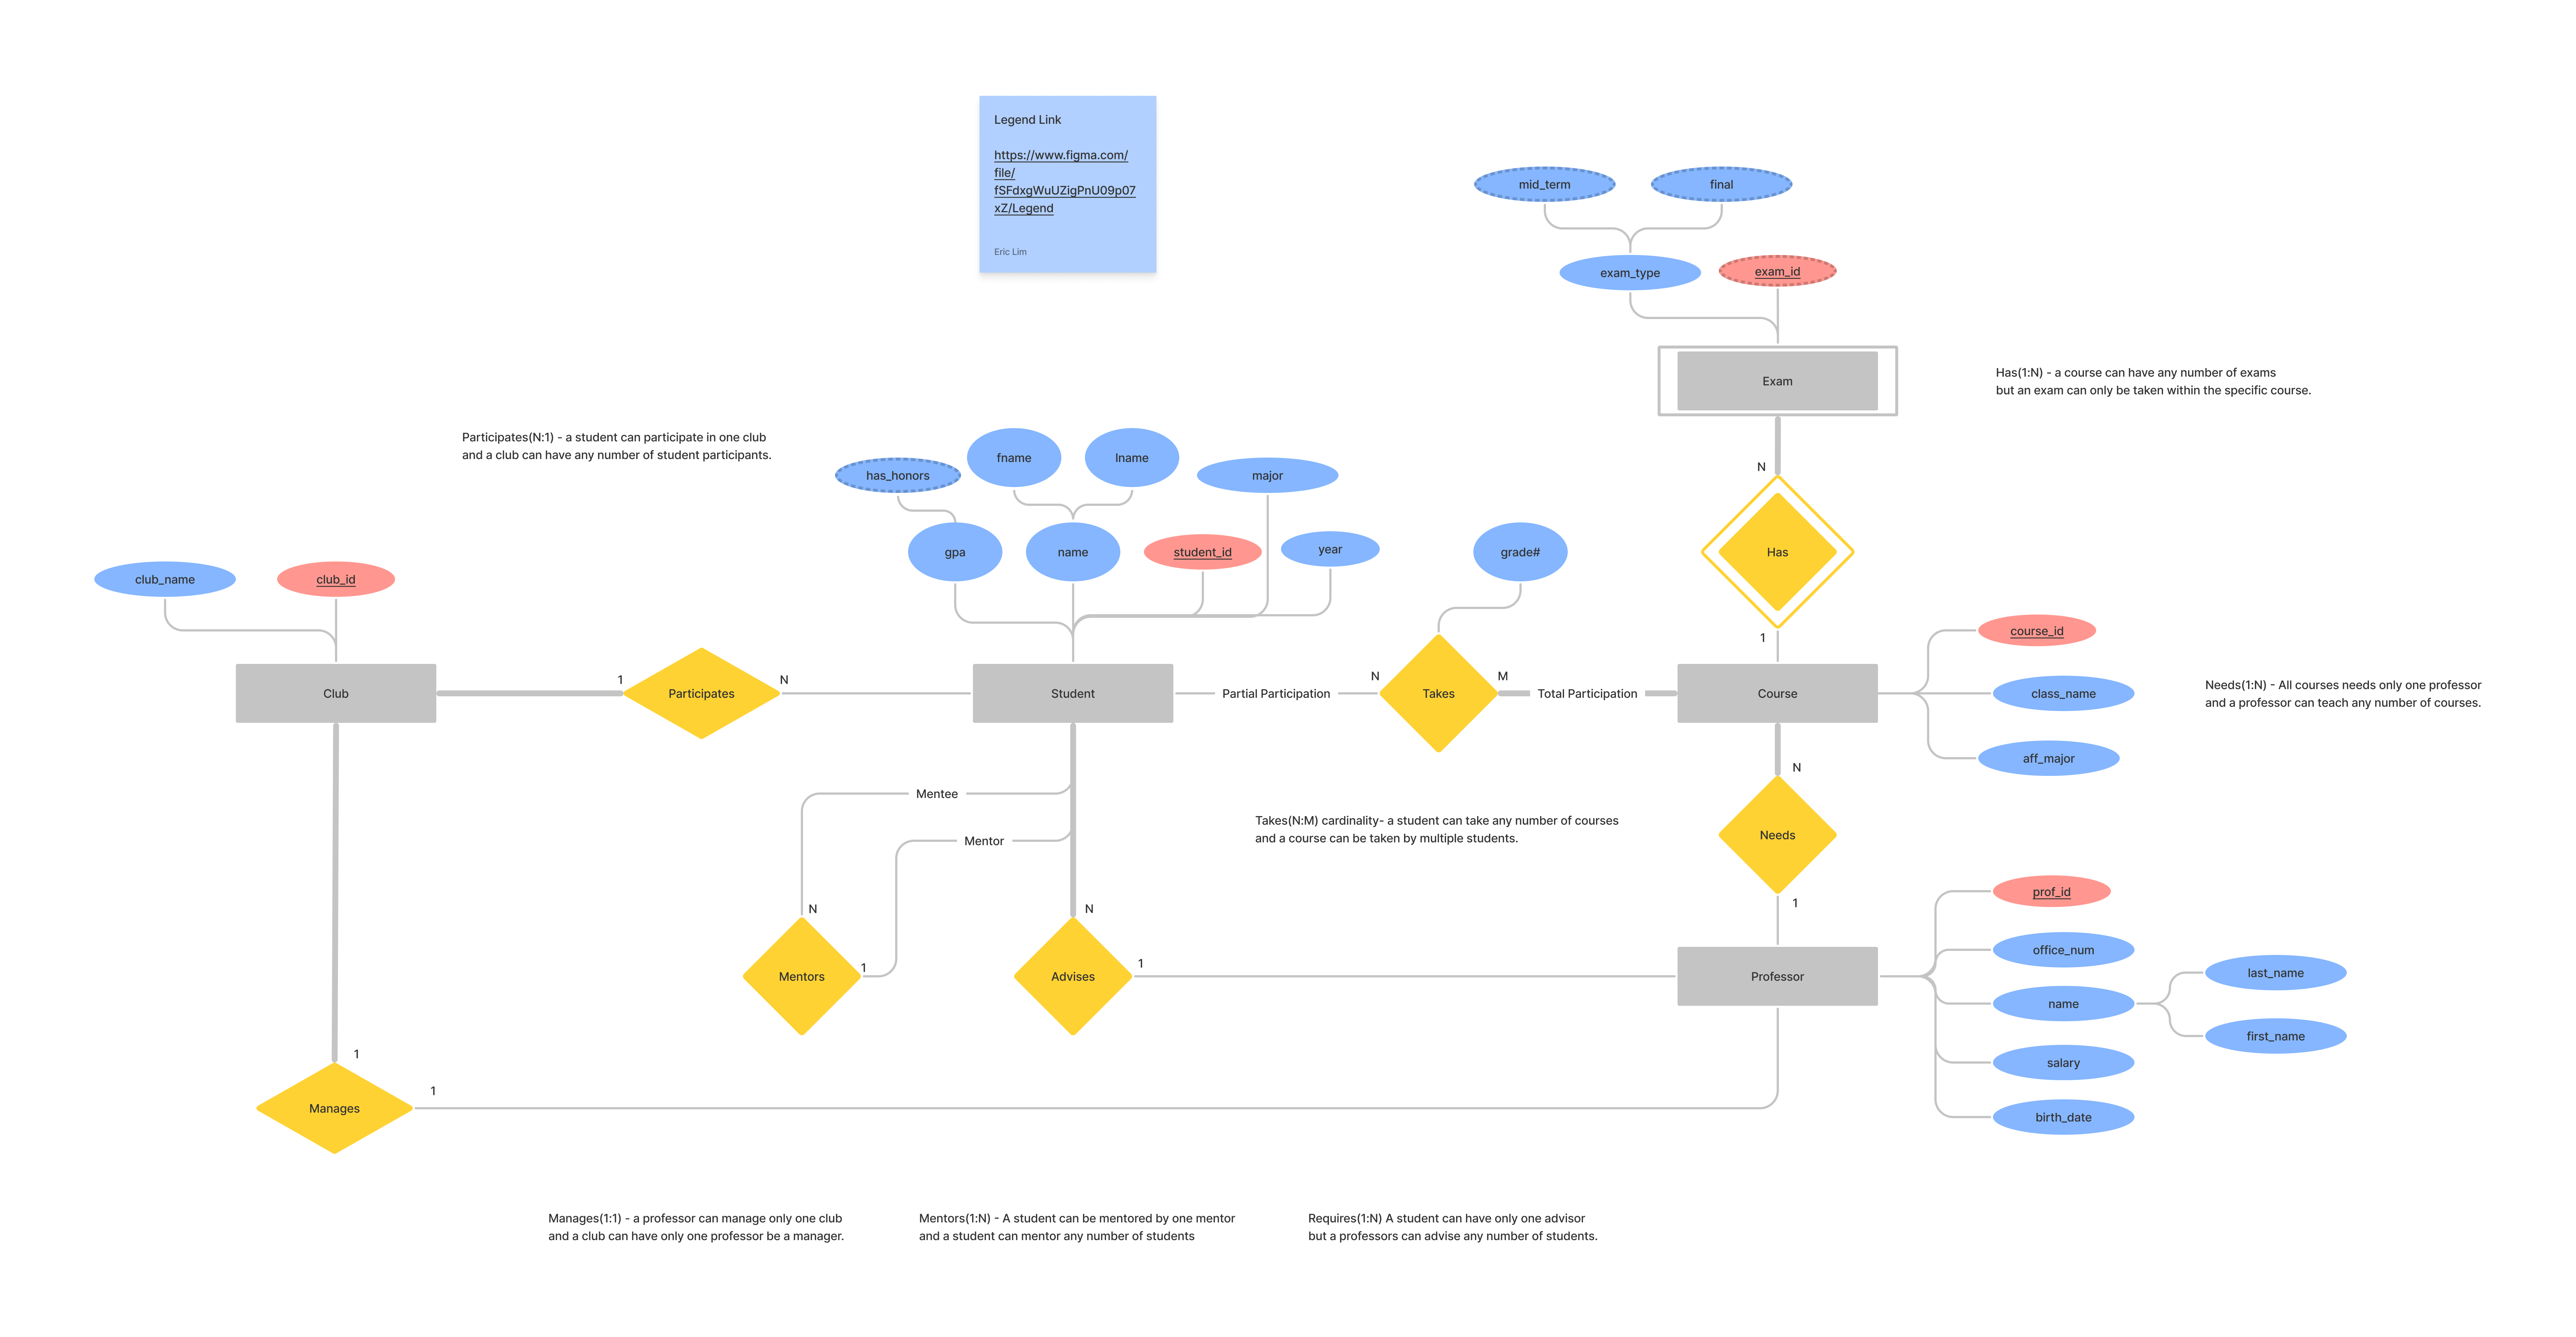 Legend Link
https://www.figma.com/
file/
fSFdxgWuUZigPnU09p07
xZ/Legend
Eric Lim
mid_term
final
exam_type
exam_id
Exam
Has(1:N) - a course can have any number of exams
but an exam can only be taken within the specific course.
Participates(N:1) - a student can participate in one club
and a club can have any number of student participants.
has_honors
fname
lname
major
N
gpa
name
student_id
year
grade#
Has
club_name
club_id
1
course_id
Club
1
Participates
N
Student
Partial Participation
N
Takes
M
Total Participation
Course
class_name
Needs(1:N) - All courses needs only one professor
and a professor can teach any number of courses.
aff_major
N
Mentee
Mentor
Takes(N:M) cardinality- a student can take any number of courses
and a course can be taken by multiple students.
Needs
N
N
1
prof_id
office_num
Mentors
1
Advises
1
Professor
name
last_name
first_name
salary
birth_date
1
1
Manages
Manages(1:1) - a professor can manage only one club
and a club can have only one professor be a manager.
Mentors(1:N) - A student can be mentored by one mentor
and a student can mentor any number of students
Requires(1:N) A student can have only one advisor
but a professors can advise any number of students.